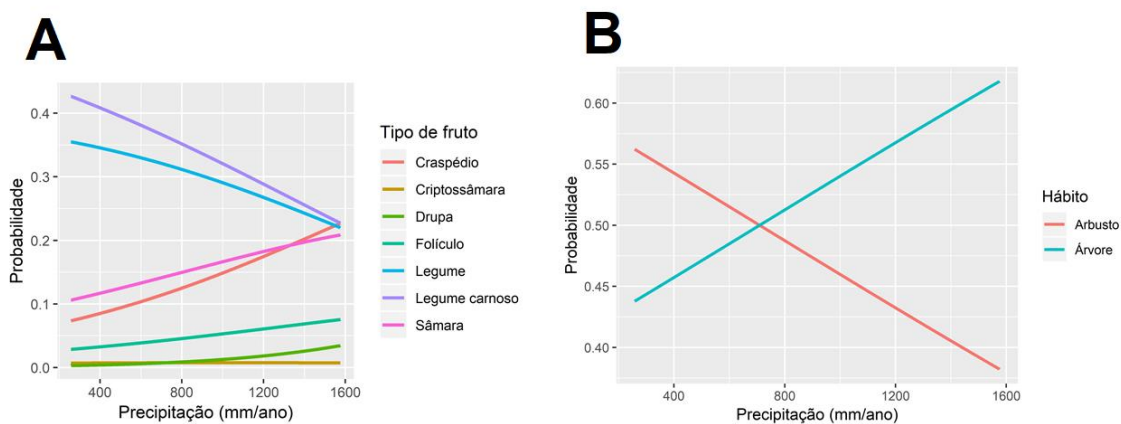 A
0.4
0.3
0.2
0.1
0.0
400
800
1200
1600
Probabilidade
Precipitação (mm/ano)
Tipo de fruto
Craspédio
Criptossâmara
Drupa
Folículo
Legume
Legume carnoso
Sâmara
B
0.60
0.55
0.50
0.45
0.40
400
800
1200
1600
Probabilidade
Precipitação (mm/ano)
Hábito
Arbusto
Árvore